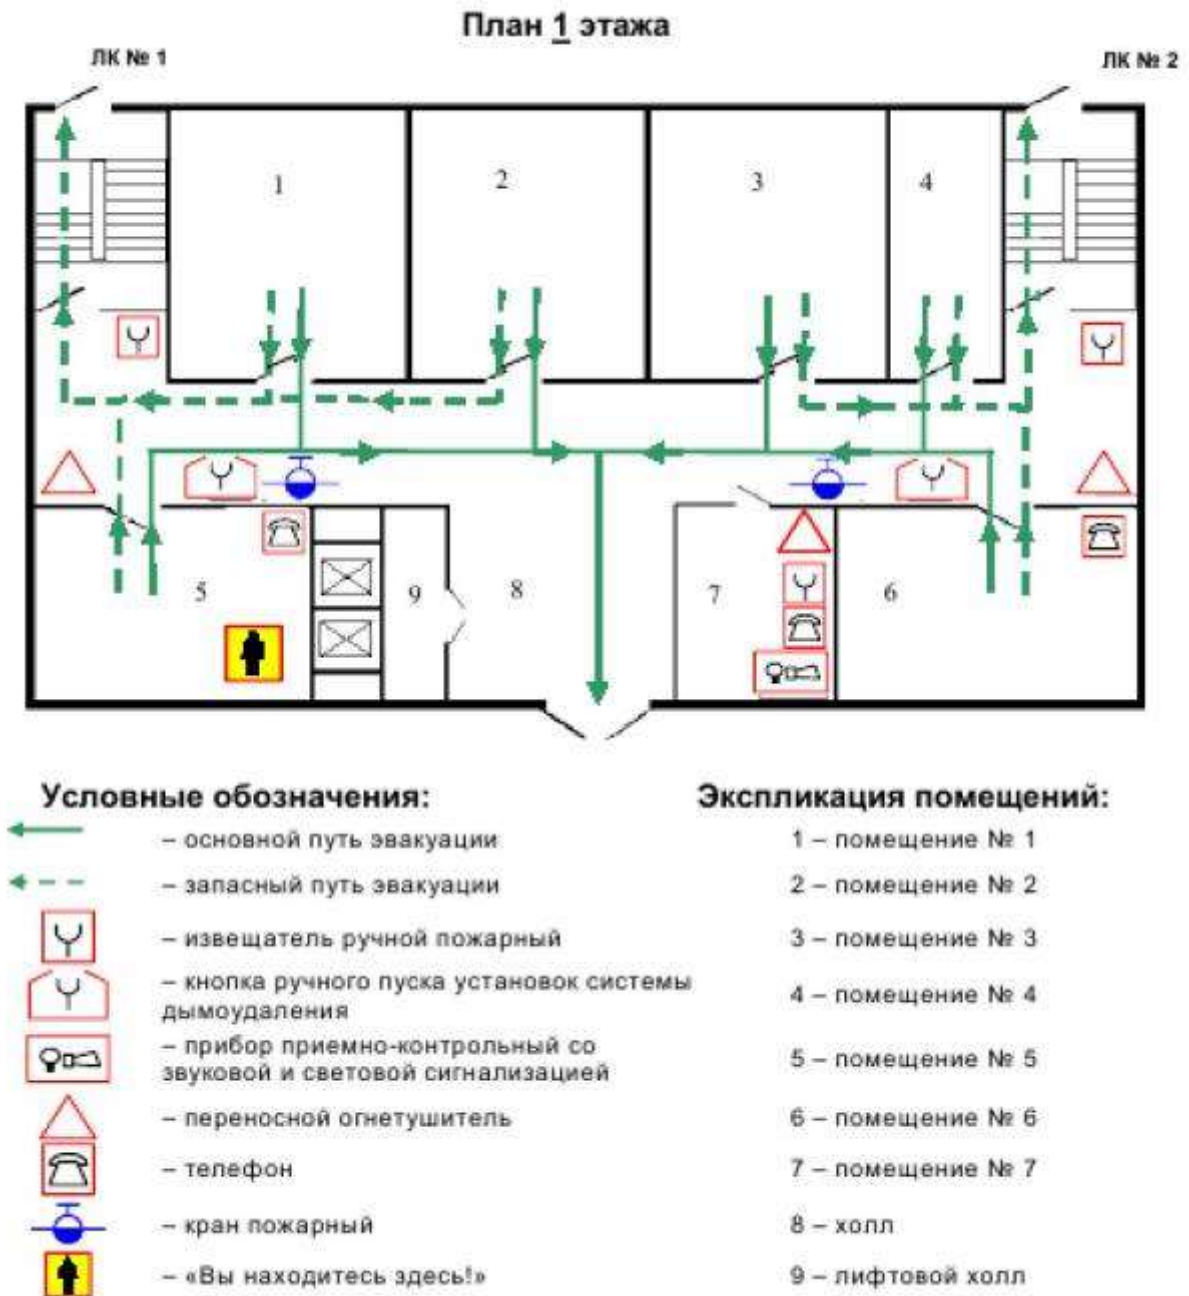 План 1 этажа
ЛК № 1
ЛК № 2
1
2
3
4
5
9
8
7
6
Условные обозначения:
– основной путь эвакуации
– запасный путь эвакуации
– извещатель ручной пожарный
– кнопка ручного пуска установок системы
дымоудаления
– прибор приемно-контрольный со
звуковой и световой сигнализацией
– переносной огнетушитель
– телефон
– кран пожарный
– «Вы находитесь здесь!»
Экспликация помещений:
1 – помещение № 1
2 – помещение № 2
3 – помещение № 3
4 – помещение № 4
5 – помещение № 5
6 – помещение № 6
7 – помещение № 7
8 – холл
9 – лифтовой холл